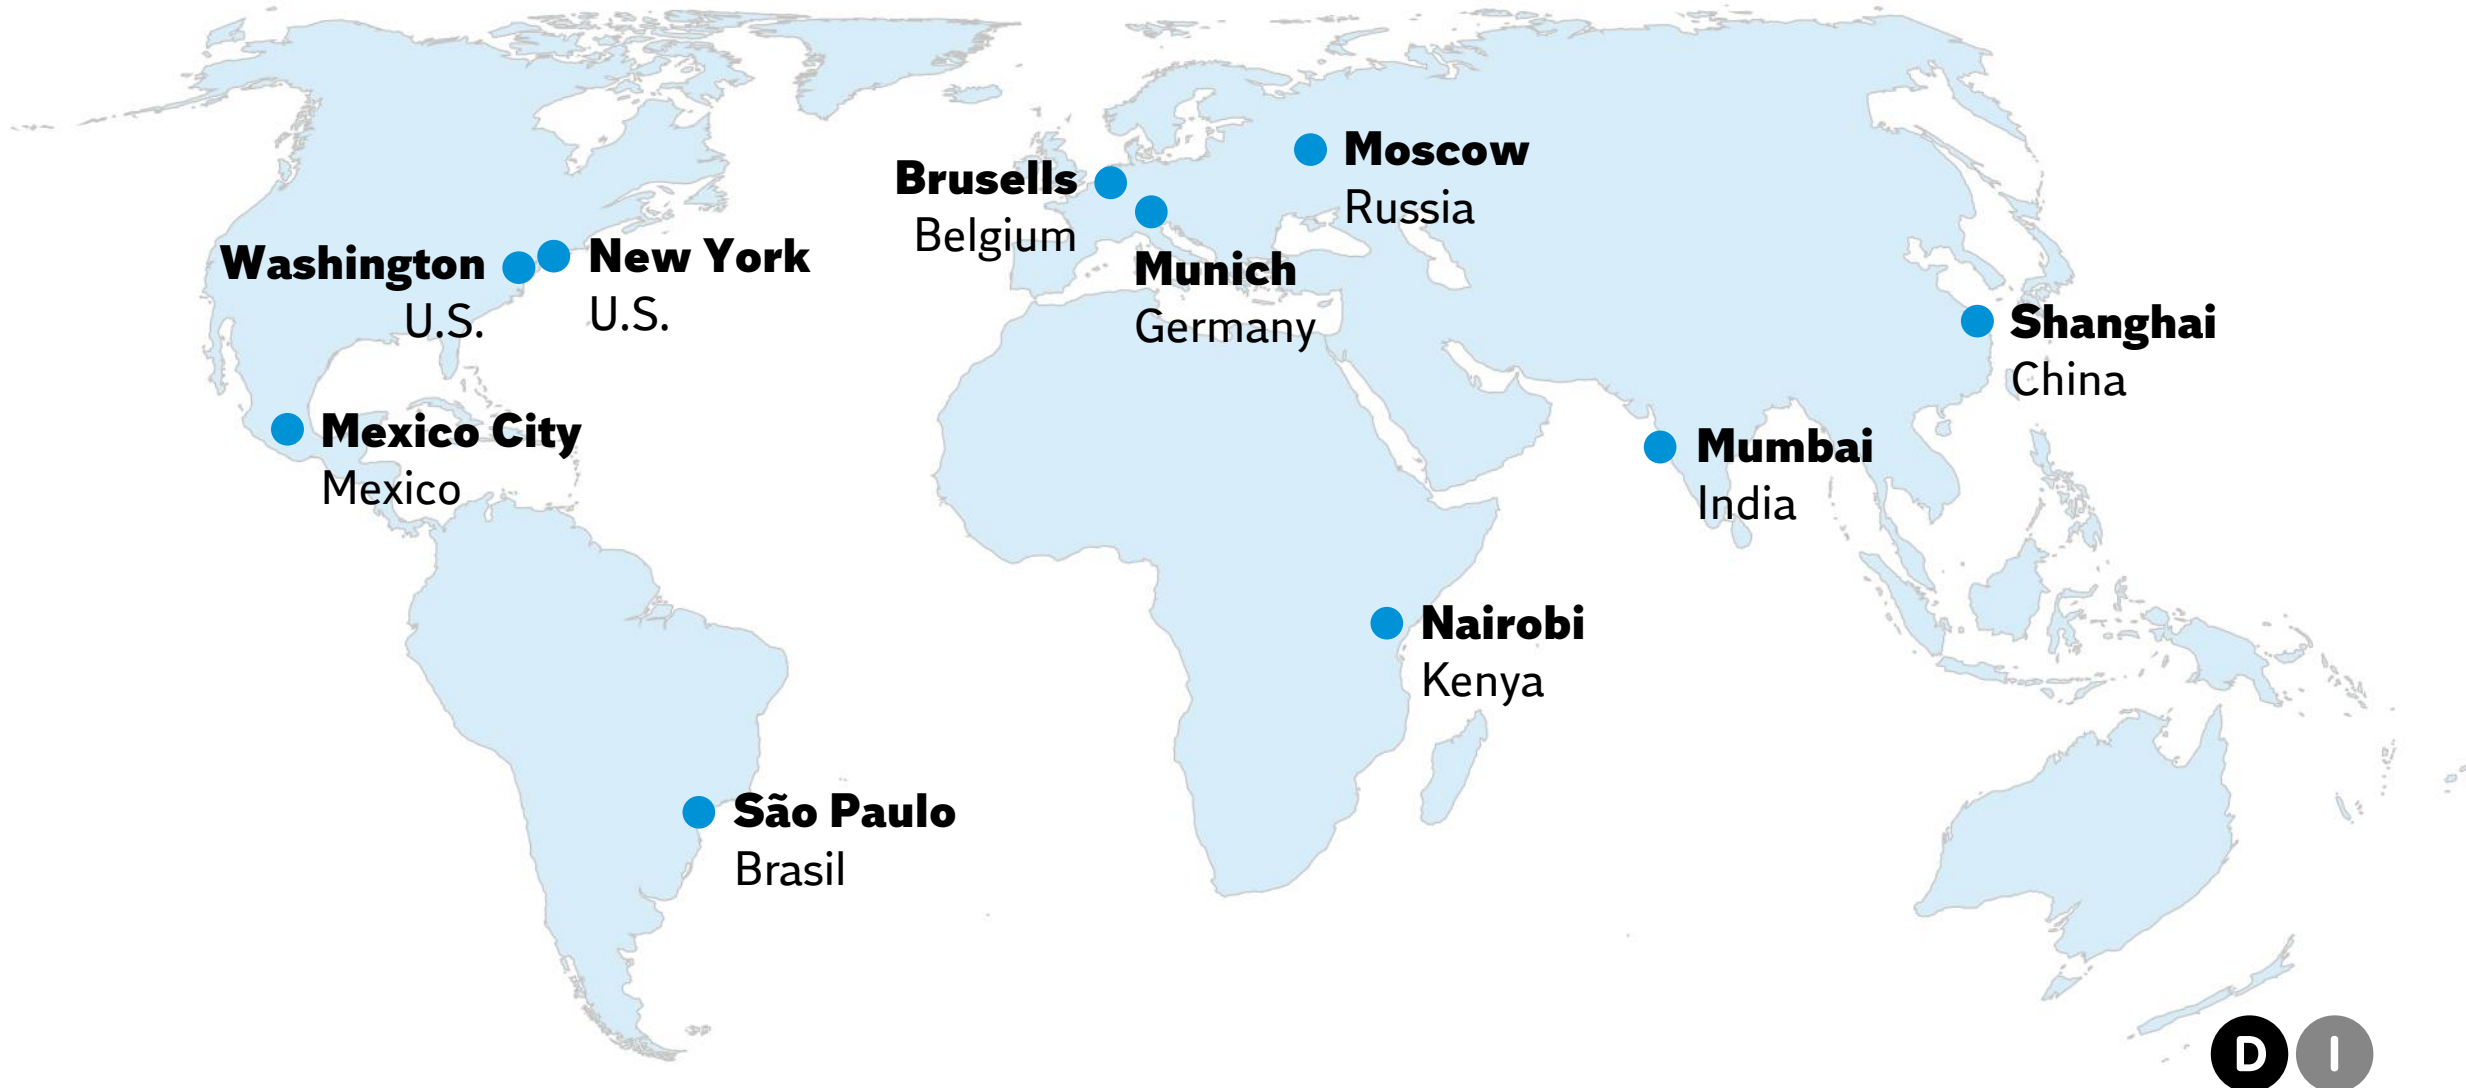 Moscow
Russia
Brusells
Belgium
Munich
Germany
Washington
U.S.
New York
U.S.
Shanghai
China
Mexico City
Mexico
Mumbai
India
Nairobi
Kenya
São Paulo
Brasil
D I